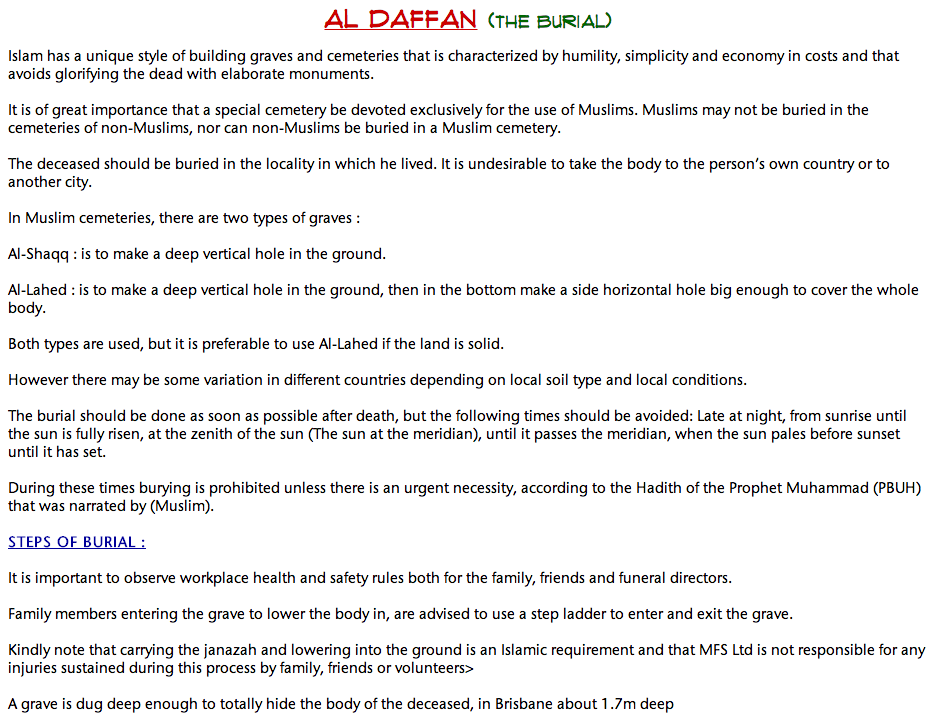 AL DAFFAN (THE BURIAL)
Islam has a unique style of building graves and cemeteries that is characterized by humility, simplicity and economy in costs and that
avoids glorifying the dead with elaborate monuments.
It is of great importance that a special cemetery be devoted exclusively for the use of Muslims. Muslims may not be buried in the
cemeteries of non-Muslims, nor can non-Muslims be buried in a Muslim cemetery.
The deceased should be buried in the locality in which he lived. It is undesirable to take the body to the person’s own country or to
another city.
In Muslim cemeteries, there are two types of graves :
Al-Shaqq : is to make a deep vertical hole in the ground.
Al-Lahed : is to make a deep vertical hole in the ground, then in the bottom make a side horizontal hole big enough to cover the whole
body.
Both types are used, but it is preferable to use Al-Lahed if the land is solid.
However there may be some variation in different countries depending on local soil type and local conditions.
The burial should be done as soon as possible after death, but the following times should be avoided: Late at night, from sunrise until
the sun is fully risen, at the zenith of the sun (The sun at the meridian), until it passes the meridian, when the sun pales before sunset
until it has set.
During these times burying is prohibited unless there is an urgent necessity, according to the Hadith of the Prophet Muhammad (PBUH)
that was narrated by (Muslim).
STEPS OF BURIAL :
It is important to observe workplace health and safety rules both for the family, friends and funeral directors.
Family members entering the grave to lower the body in, are advised to use a step ladder to enter and exit the grave.
Kindly note that carrying the janazah and lowering into the ground is an Islamic requirement and that MFS Ltd is not responsible for any
injuries sustained during this process by family, friends or volunteers>
A grave is dug deep enough to totally hide the body of the deceased, in Brisbane about 1.7m deep